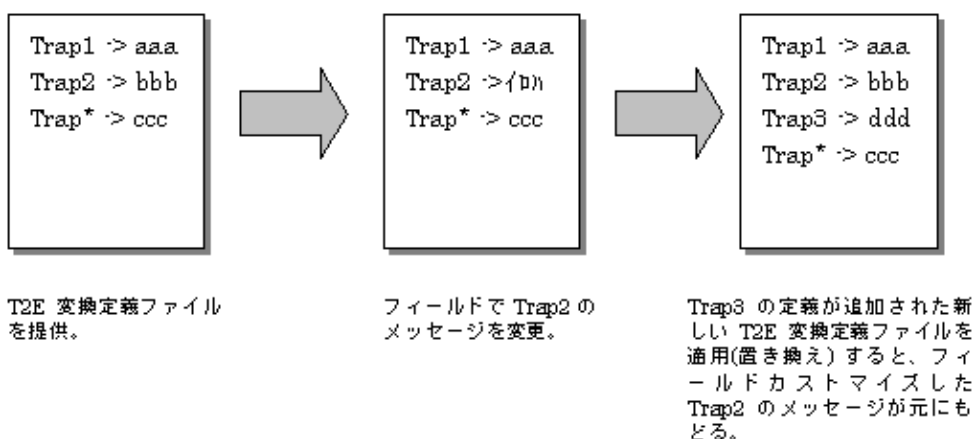 Trap1 -> aaa
Trap2 -> bbb
Trap* -> ccc
Trap1 -> aaa
Trap2 ->ｲﾛﾊ
Trap* -> ccc
Trap1 -> aaa
Trap2 -> bbb
Trap3 -> ddd
Trap* -> ccc
T2E 変換定義ファイル
を提供。
フィールドで Trap2 の
メッセージを変更。
Trap3 の定義が追加された新
しい T2E 変換定義ファイルを
適用(置き換え) すると、フィ
ールドカストマイズした
Trap2 のメッセージが元にも
どる。